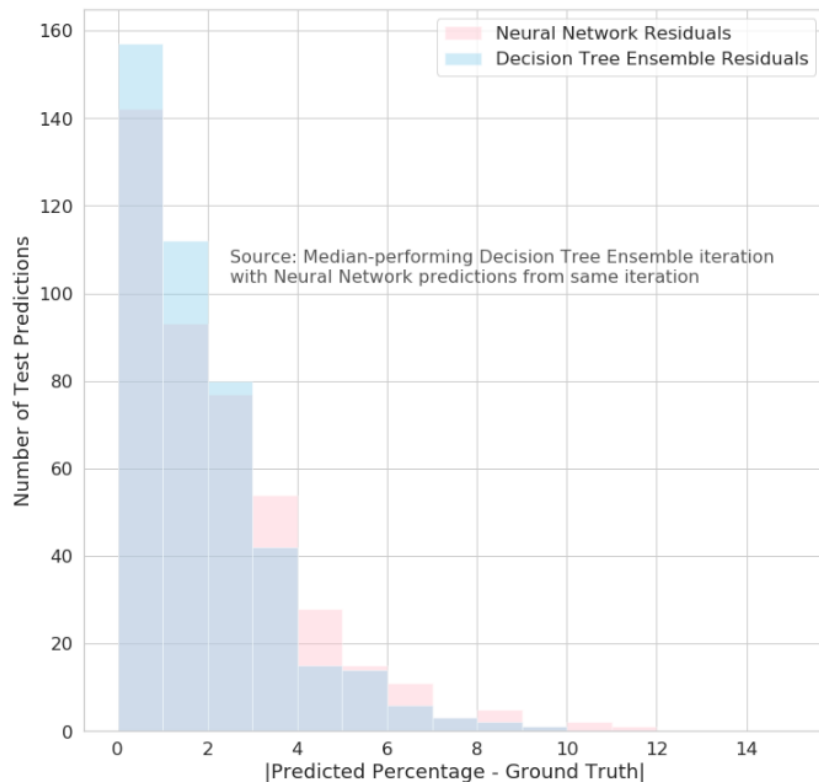 Neural Network Residuals
Decision Tree Ensemble Residuals
160
140
120
100
80
60
40
20
0
Number of Test Predictions
Source: Median-performing Decision Tree Ensemble iteration
with Neural Network predictions from same iteration
0 2 4 6 8 10 12 14
|Predicted Percentage - Ground Truth|